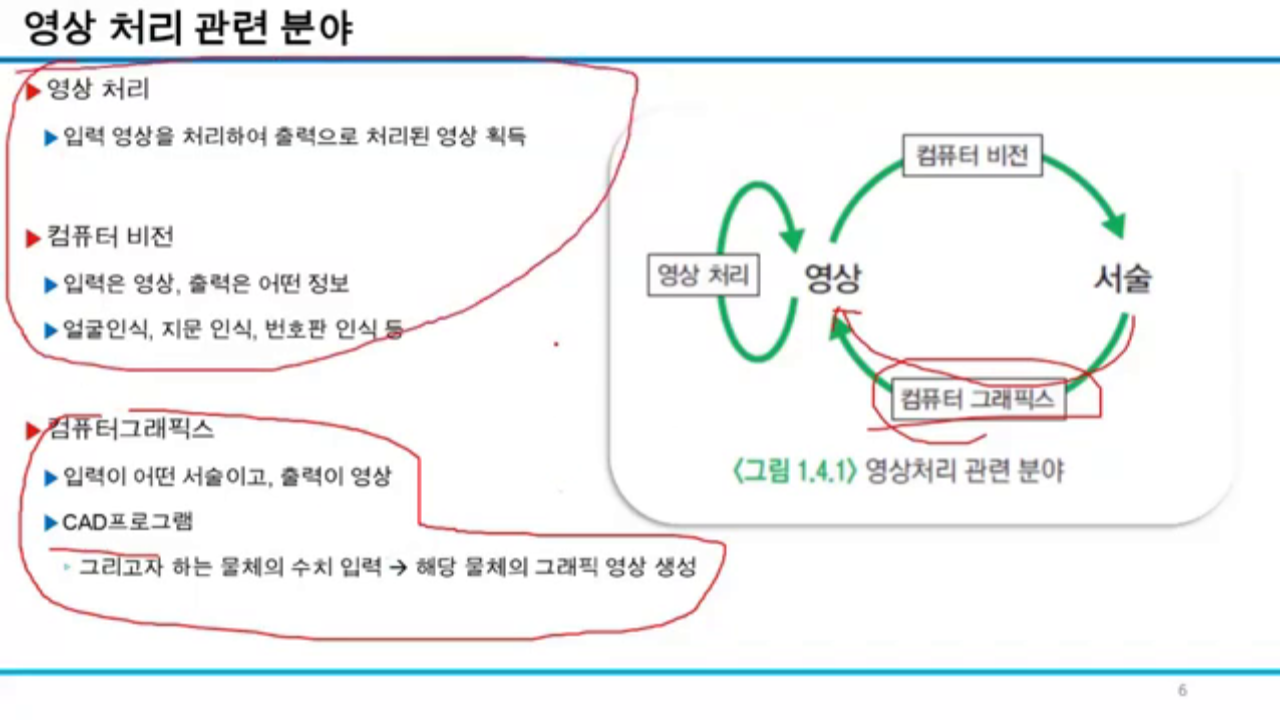 영상 처리 관련 분야
영상 처리
입력 영상을 처리하여 출력으로 처리된 영상 획득
컴퓨터 비전
입력은 영상, 출력은 어떤 정보
얼굴인식, 지문 인식, 번호판 인식 등
컴퓨터그래픽스
입력이 어떤 서술이고, 출력이 영상
CAD프로그램
그리고자 하는 물체의 수치 입력 → 해당 물체의 그래픽 영상 생성
컴퓨터 비전
영상 처리
영상
서술
컴퓨터 그래픽스
〈그림 1.4.1〉 영상처리 관련 분야
6